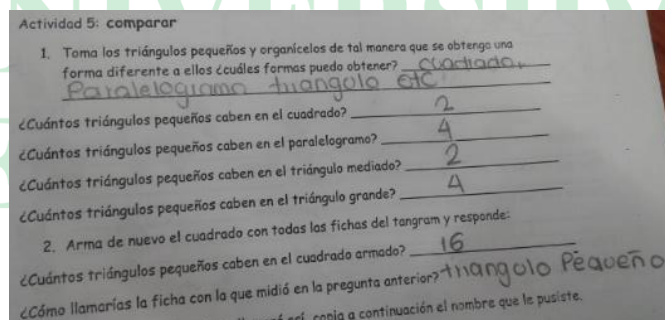 Actividad 5: comparar
1. Toma los triángulos pequeños y organícelos de tal manera que se obtenga una
forma diferente a ellos ¿cuáles formas puedo obtener? cuadrado,
Paralelogramo triangolo etc
¿Cuántos triángulos pequeños caben en el cuadrado? 2
¿Cuántos triángulos pequeños caben en el paralelogramo? 4
¿Cuántos triángulos pequeños caben en el triángulo mediado? 2
¿Cuántos triángulos pequeños caben en el triángulo grande? 4
2. Arma de nuevo el cuadrado con todas las fichas del tangram y responde:
¿Cuántos triángulos pequeños caben en el cuadrado armado? 16
¿Cómo llamarías la ficha con la que midió en la pregunta anterior? triangolo Pequeño
así, copia a continuación el nombre que le pusiste.